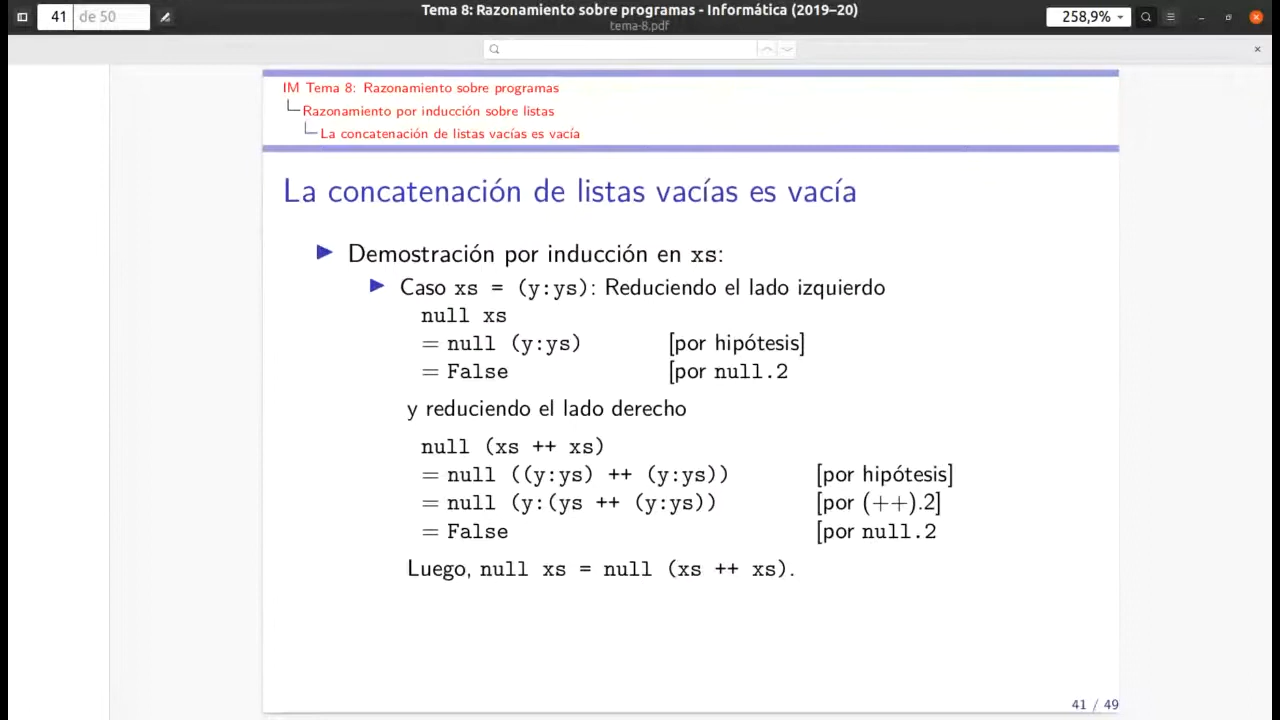 41 de 50
Tema 8: Razonamiento sobre programas - Informática (2019–20)
tema-8.pdf
258,9%
IM Tema 8: Razonamiento sobre programas
Razonamiento por inducción sobre listas
La concatenación de listas vacías es vacía
La concatenación de listas vacías es vacía
Demostración por inducción en xs:
Caso xs = (y:ys): Reduciendo el lado izquierdo
null xs
= null (y:ys) [por hipótesis]
= False [por null.2
y reduciendo el lado derecho
null (xs ++ xs)
= null ((y:ys) ++ (y:ys)) [por hipótesis]
= null (y:(ys ++ (y:ys)) [por (++).2]
= False [por null.2
Luego, null xs = null (xs ++ xs).
41 / 49